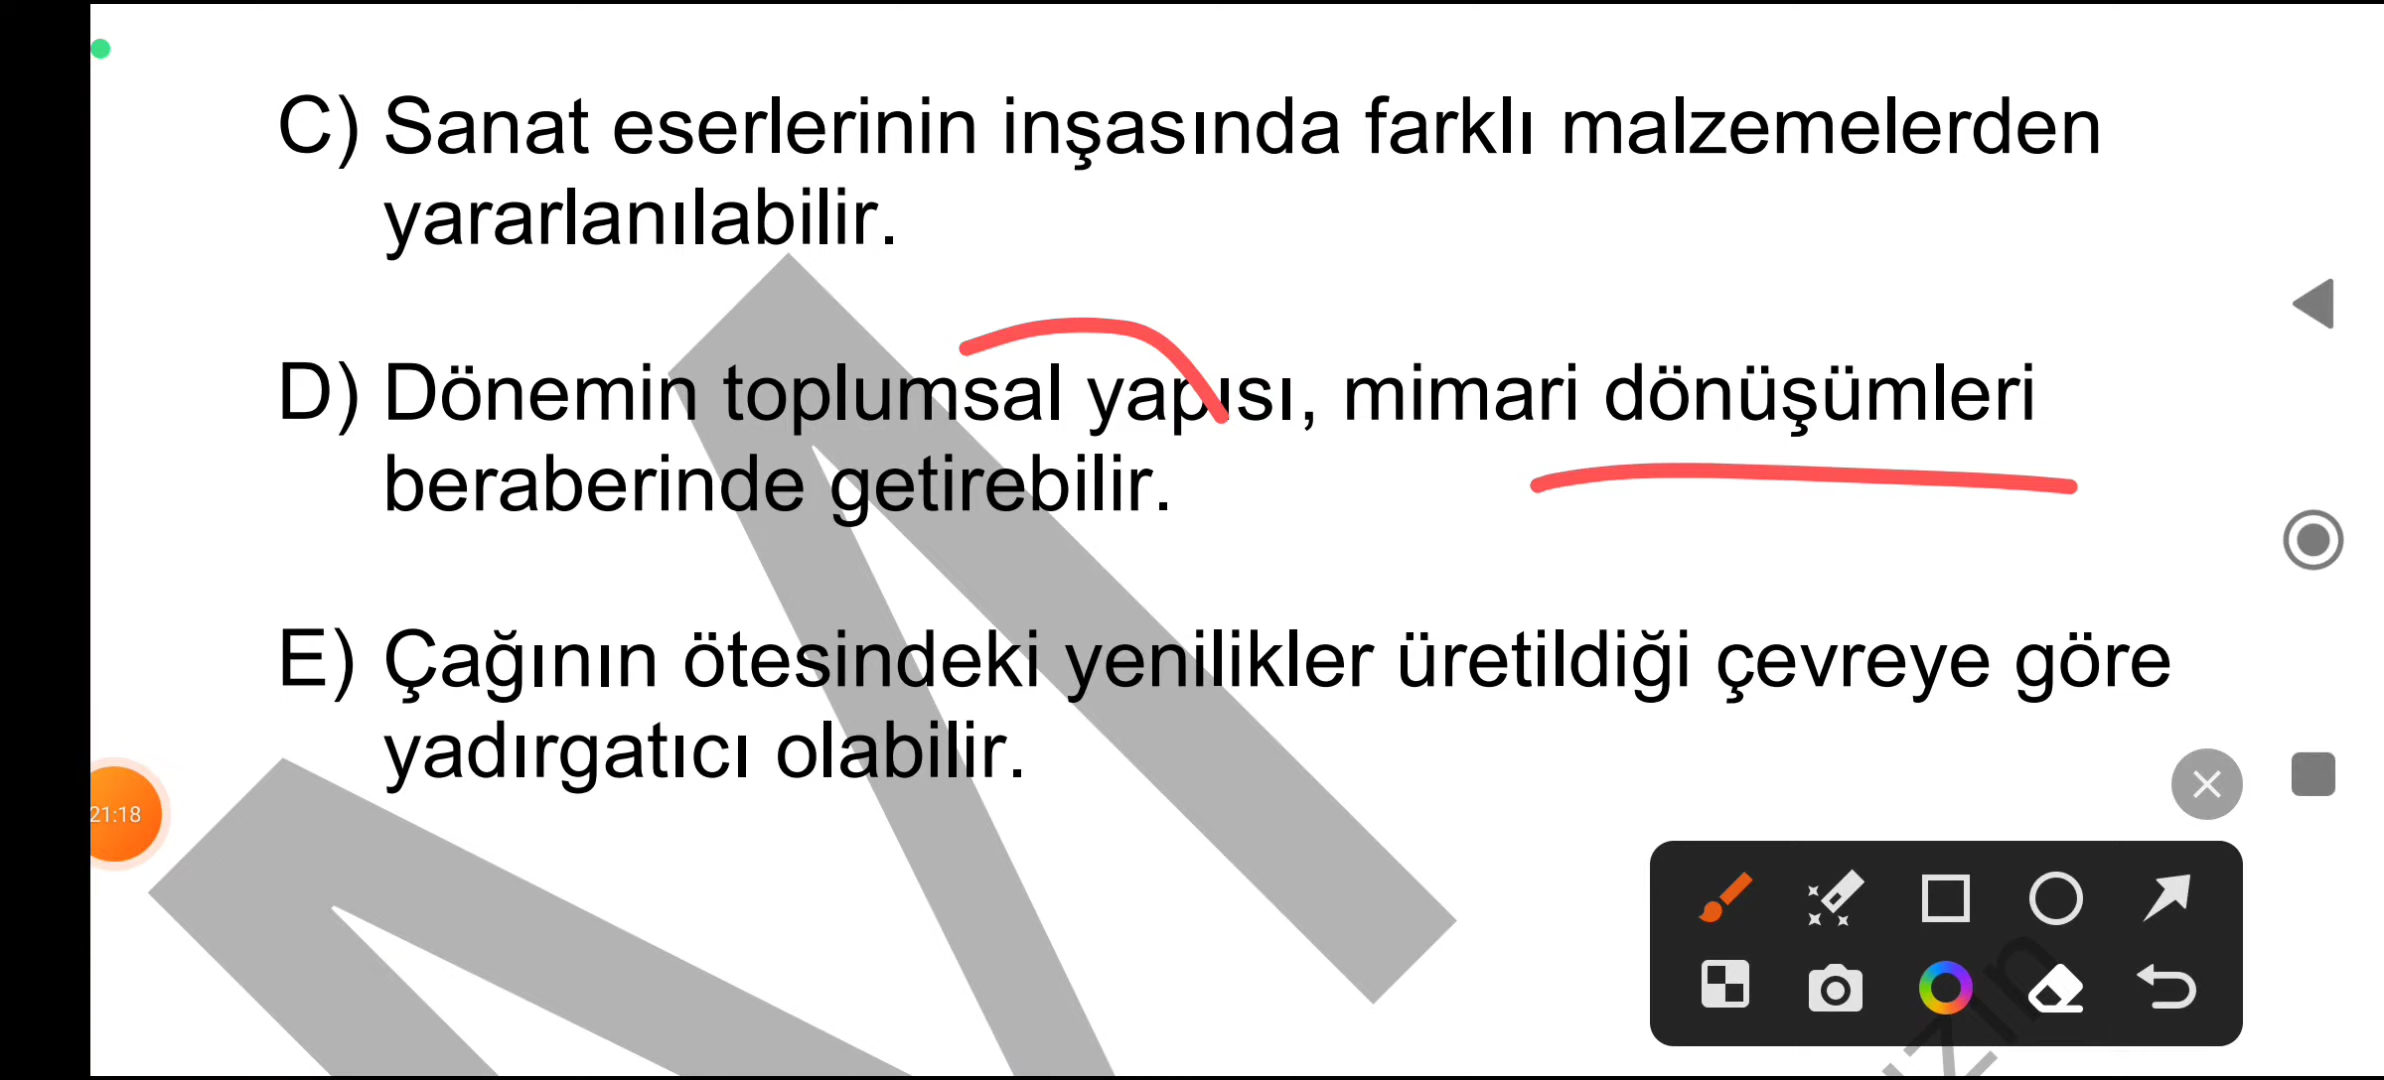 C) Sanat eserlerinin inşasında farklı malzemelerden
yararlanılabilir.
D) Dönemin toplumsal yapısı, mimari dönüşümleri
beraberinde getirebilir.
E) Çağının ötesindeki yenilikler üretildiği çevreye göre
yadırgatıcı olabilir.
21:18